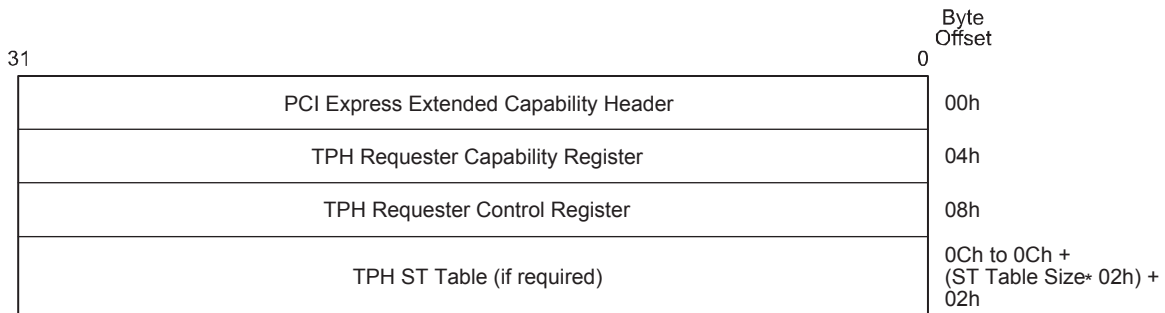 Byte
Offset
31 0
PCI Express Extended Capability Header 00h
TPH Requester Capability Register 04h
TPH Requester Control Register 08h
TPH ST Table (if required) 0Ch to 0Ch +
(ST Table Size* 02h) +
02h